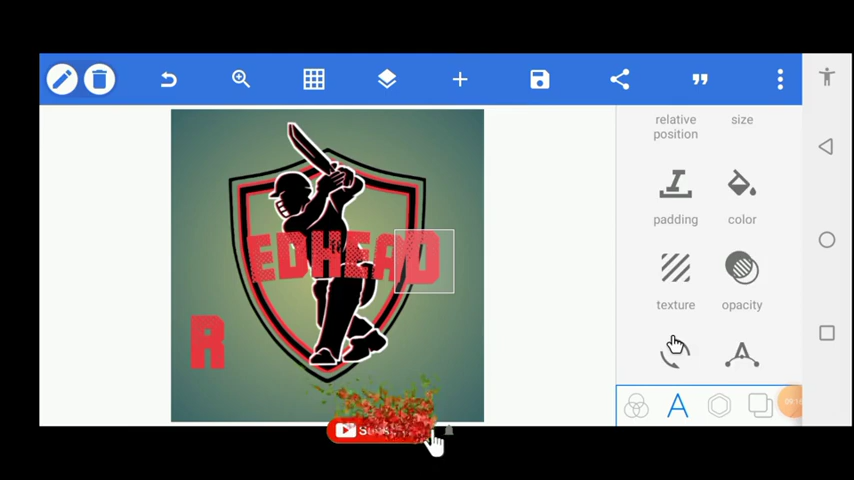 relative
position
size
padding
color
EDHEAD
texture
opacity
R